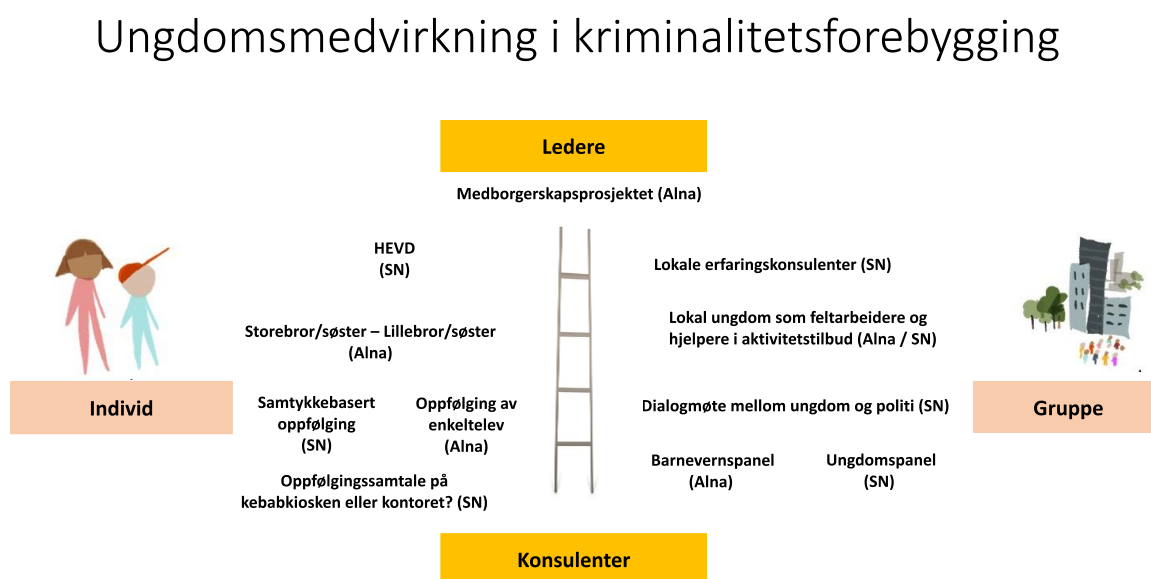 Ungdomsmedvirkning i kriminalitetsforebygging
Ledere
Medborgerskapsprosjektet (Alna)
HEVD
(SN)
Lokale erfaringskonsulenter (SN)
Storebror/søster – Lillebror/søster
(Alna)
Lokal ungdom som feltarbeidere og
hjelpere i aktivitetstilbud (Alna / SN)
Individ
Samtykkebasert
oppfølging
(SN)
Oppfølging av
enkeltelev
(Alna)
Dialogmøte mellom ungdom og politi (SN)
Gruppe
Barnevernspanel
(Alna)
Ungdomspanel
(SN)
Oppfølgingssamtale på
kebabkiosken eller kontoret? (SN)
Konsulenter